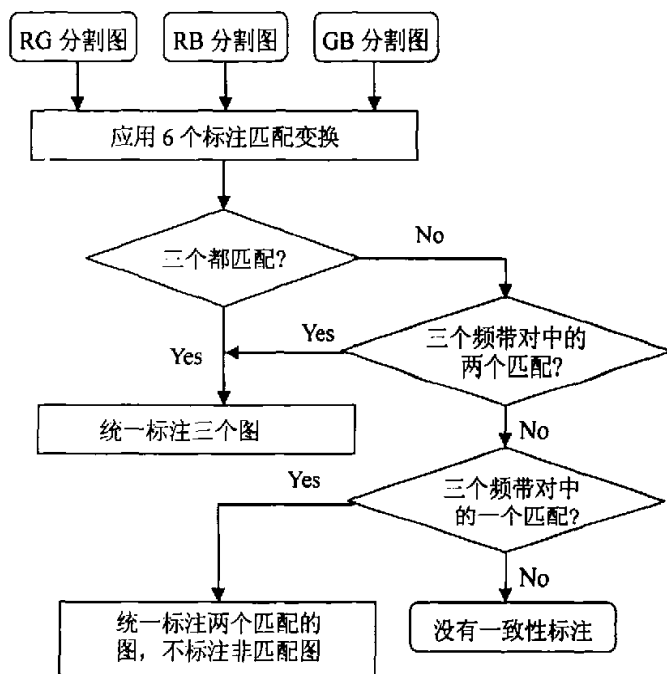 RG 分割图
RB 分割图
GB 分割图
应用 6 个标注匹配变换
三个都匹配?
No
三个频带对中的
两个匹配?
Yes
Yes
统一标注三个图
No
三个频带对中
的一个匹配?
Yes
No
统一标注两个匹配的
图，不标注非匹配图
没有一致性标注